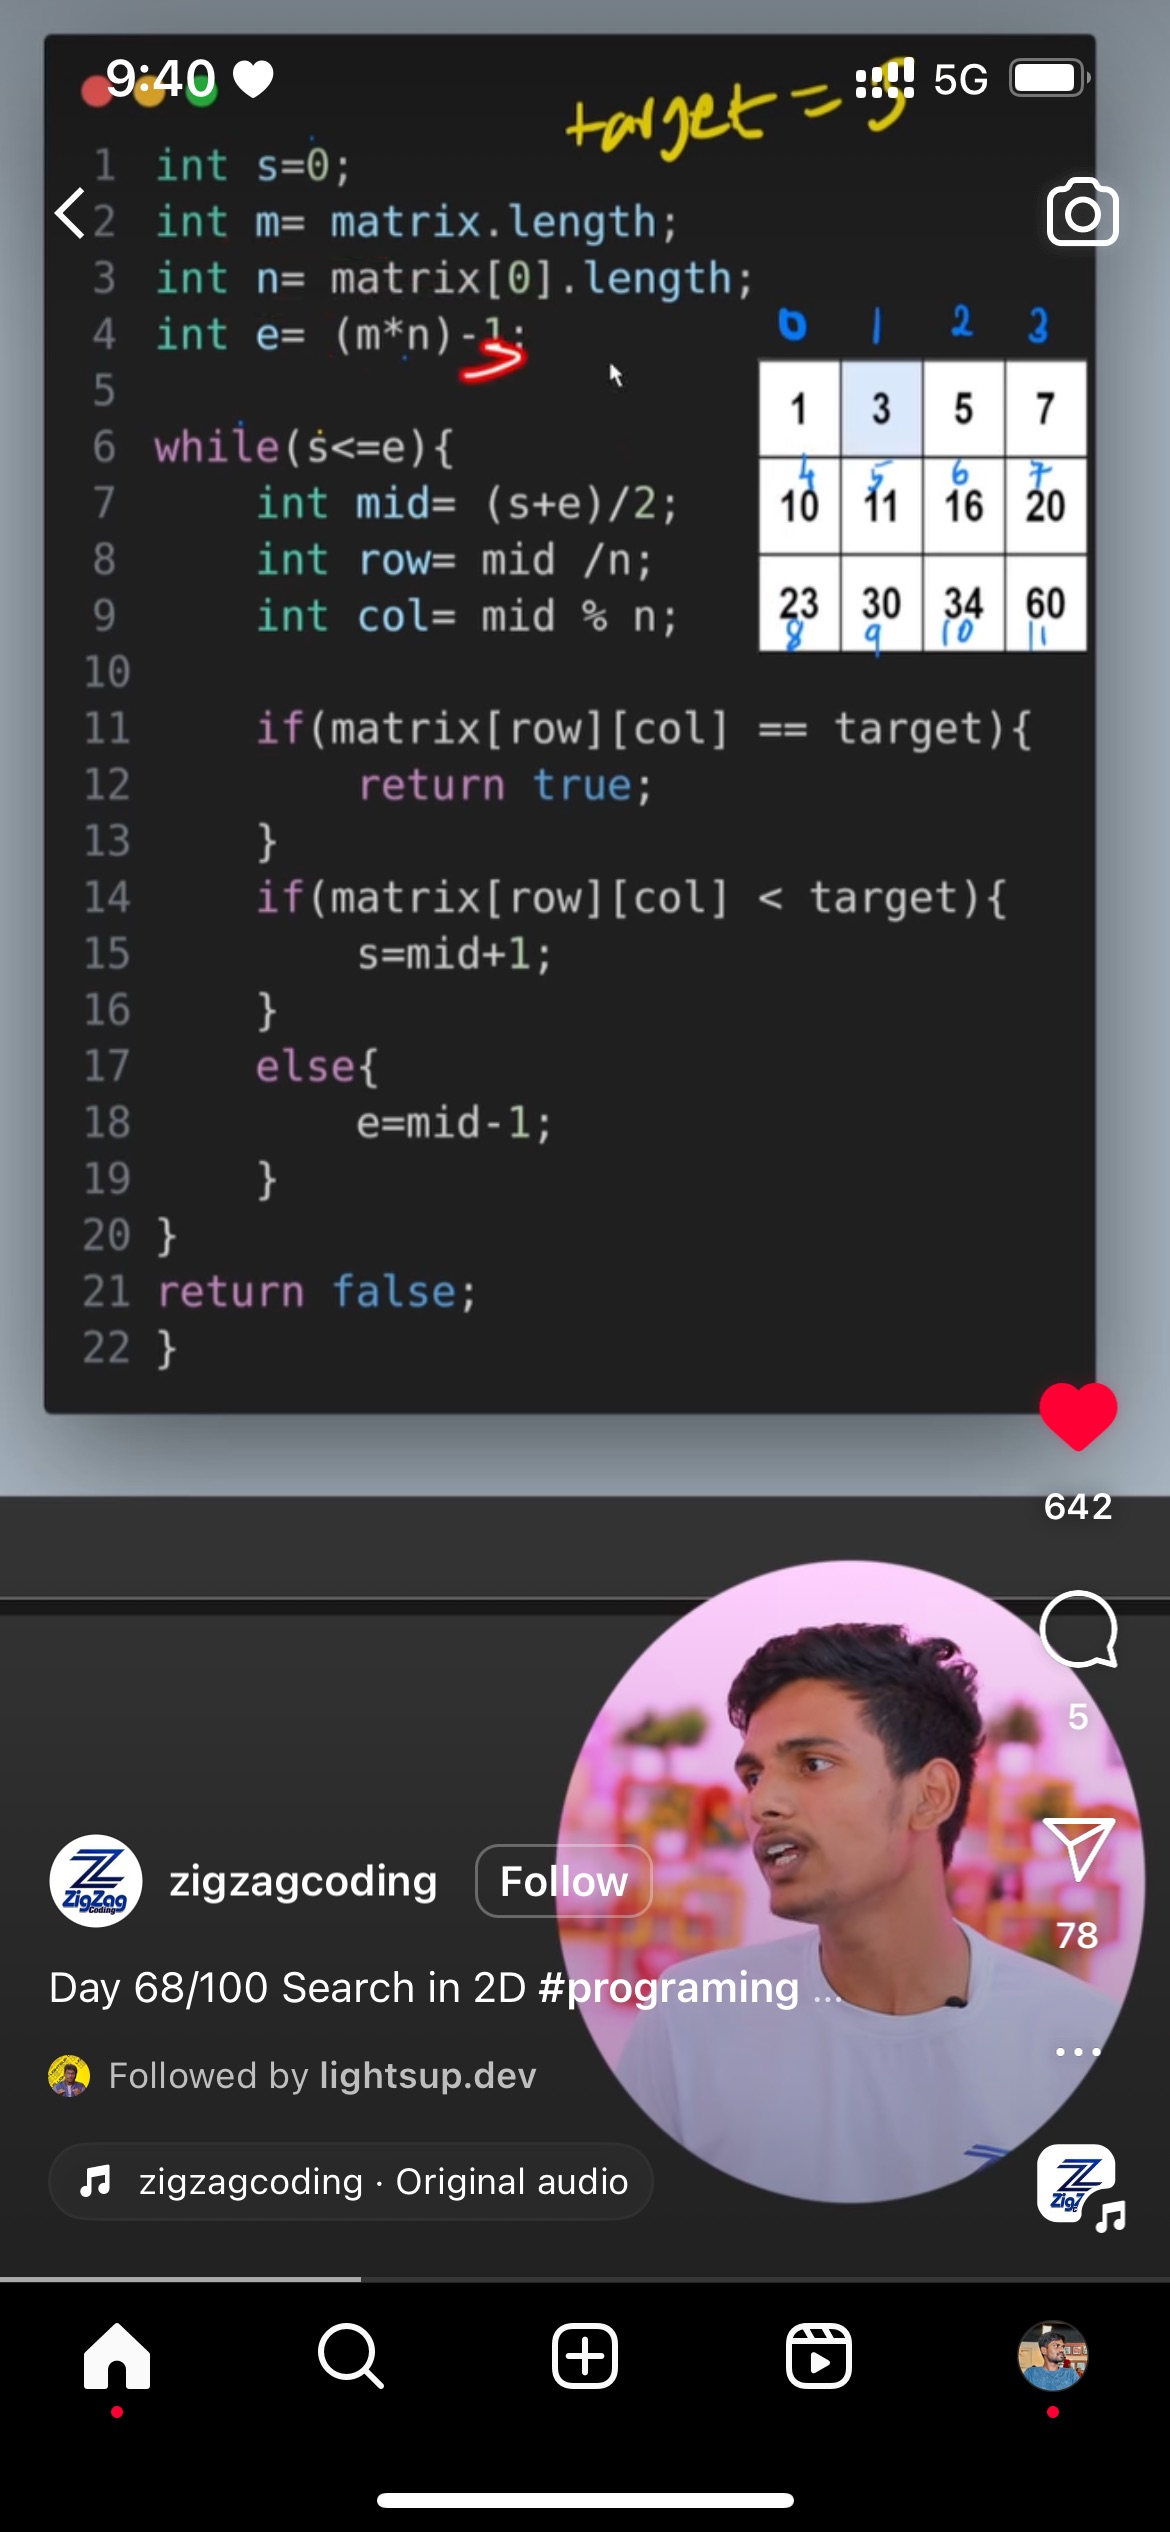 9:40
5G
target =
1 int s=0;
2 int m= matrix.length;
3 int n= matrix[0].length;
4 int e= (m*n)-1;
5
6 while(s<=e){
7 int mid= (s+e)/2;
8 int row= mid /n;
9 int col= mid % n;
10
11 if(matrix[row][col] == target){
12 return true;
13 }
14 if(matrix[row][col] < target){
15 s=mid+1;
16 }
17 else{
18 e=mid-1;
19 }
20 }
21 return false;
22 }
0 1 2 3
1 3 5 7
4 5 6 7
10 11 16 20
23 30 34 60
8 9 10 11
642
5
78
ZigZag
Coding
zigzagcoding
Follow
Day 68/100 Search in 2D #programing ...
Followed by lightsup.dev
zigzagcoding · Original audio